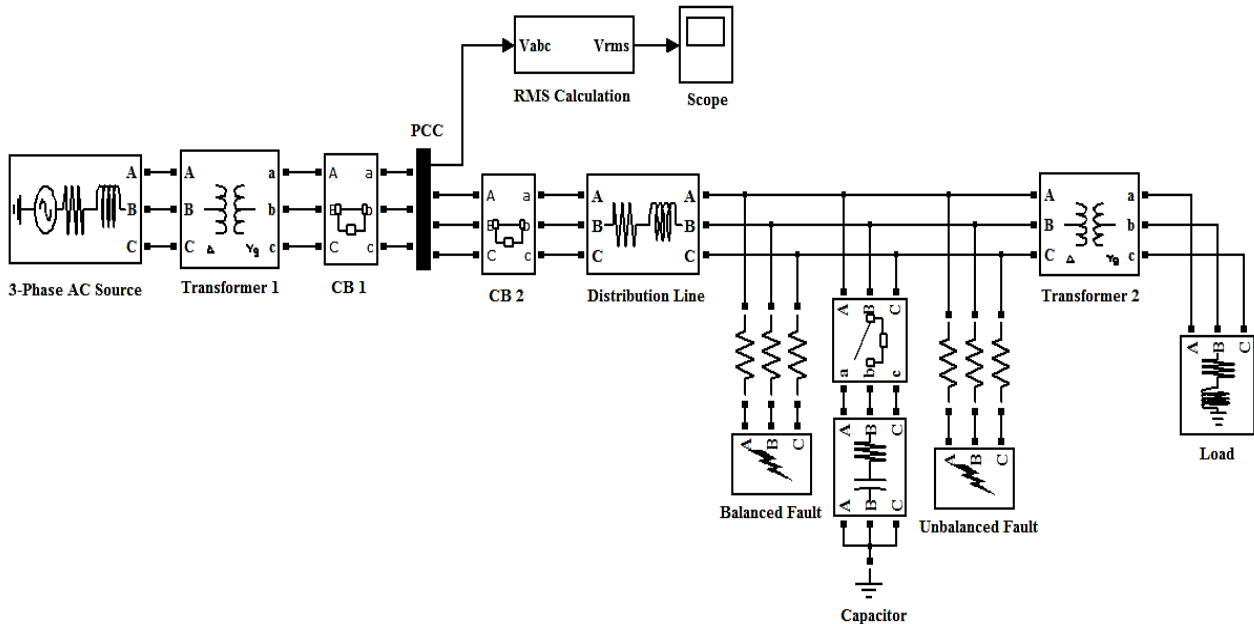 Vabc Vrms
RMS Calculation
Scope
PCC
A
B
C
3-Phase AC Source
A a
B b
C c
Δ Yg
Transformer 1
A a
B b
C c
CB 1
A a
B b
C c
CB 2
A A
B B
C C
Distribution Line
A a
B b
C c
Δ Yg
Transformer 2
A B C
Load
A B C
a b c
A B C
A B C
Capacitor
A B C
Balanced Fault
A B C
Unbalanced Fault